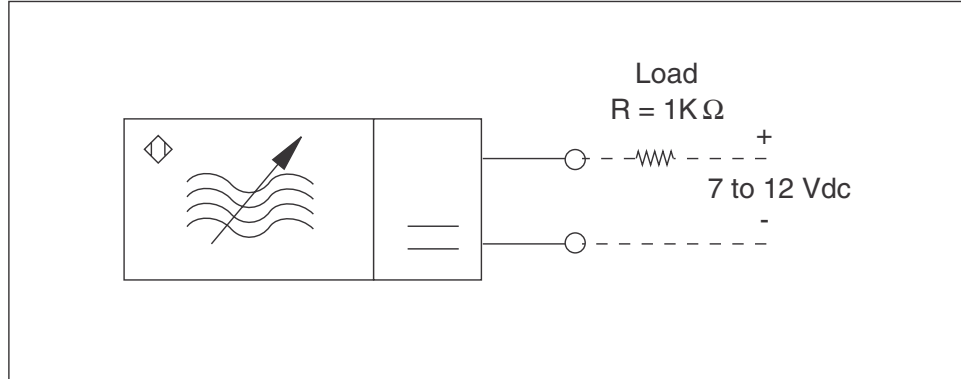 Load
R = 1K Ω
+
7 to 12 Vdc
-